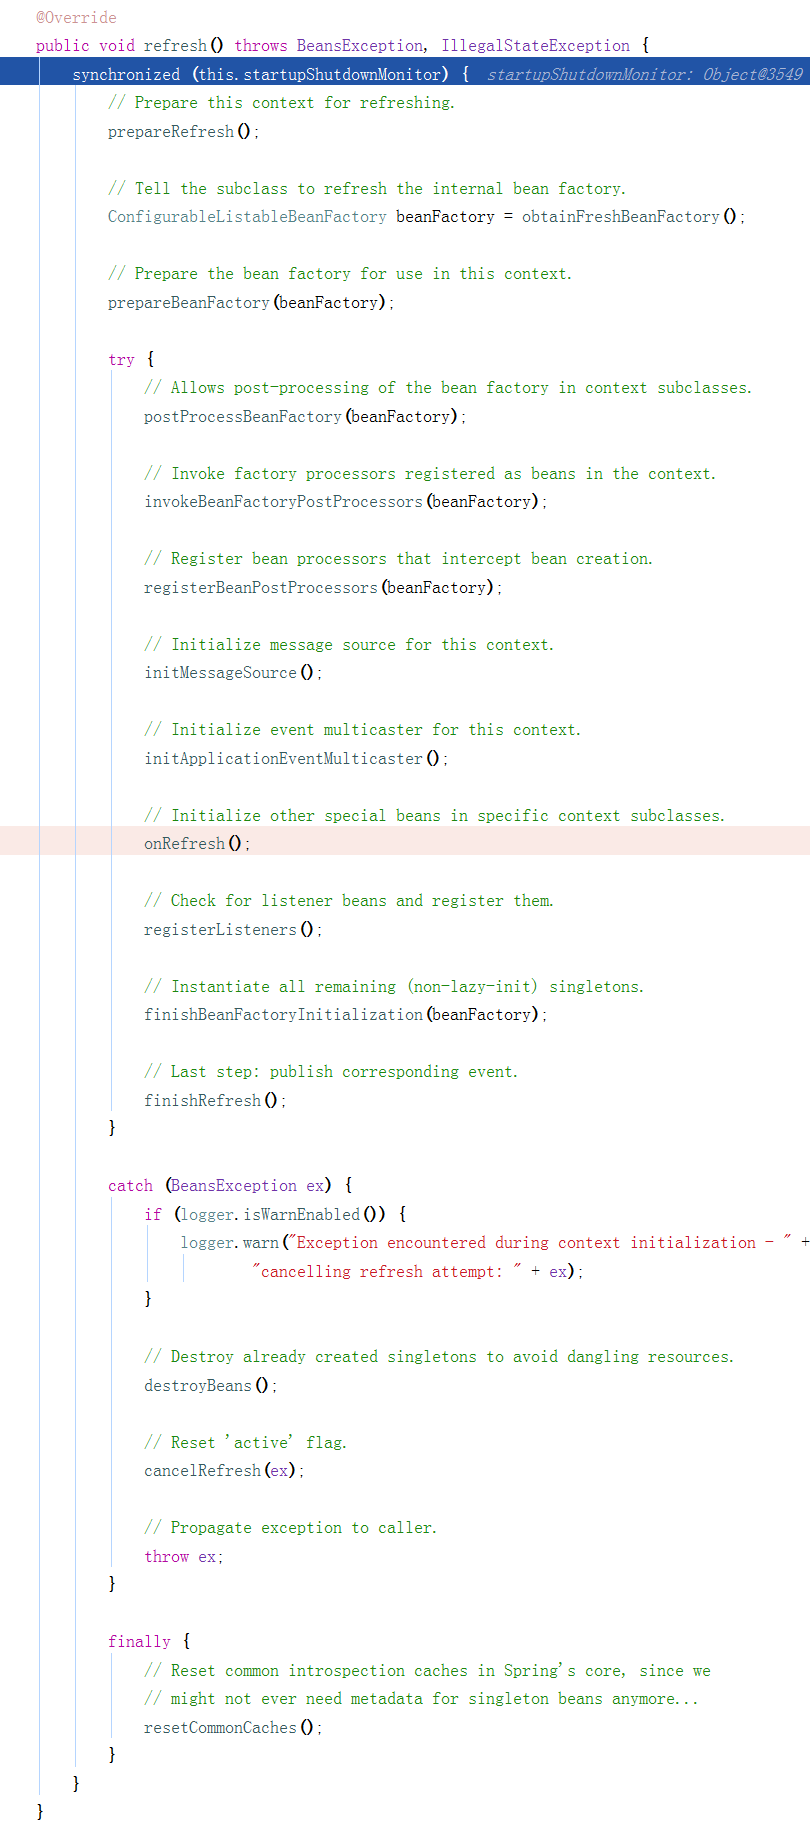 @Override
public void refresh() throws BeansException, IllegalStateException {
    synchronized (this.startupShutdownMonitor) {  startupShutdownMonitor: Object@3549
        // Prepare this context for refreshing.
        prepareRefresh();

        // Tell the subclass to refresh the internal bean factory.
        ConfigurableListableBeanFactory beanFactory = obtainFreshBeanFactory();

        // Prepare the bean factory for use in this context.
        prepareBeanFactory(beanFactory);

        try {
            // Allows post-processing of the bean factory in context subclasses.
            postProcessBeanFactory(beanFactory);

            // Invoke factory processors registered as beans in the context.
            invokeBeanFactoryPostProcessors(beanFactory);

            // Register bean processors that intercept bean creation.
            registerBeanPostProcessors(beanFactory);

            // Initialize message source for this context.
            initMessageSource();

            // Initialize event multicaster for this context.
            initApplicationEventMulticaster();

            // Initialize other special beans in specific context subclasses.
            onRefresh();

            // Check for listener beans and register them.
            registerListeners();

            // Instantiate all remaining (non-lazy-init) singletons.
            finishBeanFactoryInitialization(beanFactory);

            // Last step: publish corresponding event.
            finishRefresh();
        }

        catch (BeansException ex) {
            if (logger.isWarnEnabled()) {
                logger.warn("Exception encountered during context initialization - " +
                        "cancelling refresh attempt: " + ex);
            }

            // Destroy already created singletons to avoid dangling resources.
            destroyBeans();

            // Reset 'active' flag.
            cancelRefresh(ex);

            // Propagate exception to caller.
            throw ex;
        }

        finally {
            // Reset common introspection caches in Spring's core, since we
            // might not ever need metadata for singleton beans anymore...
            resetCommonCaches();
        }
    }
}